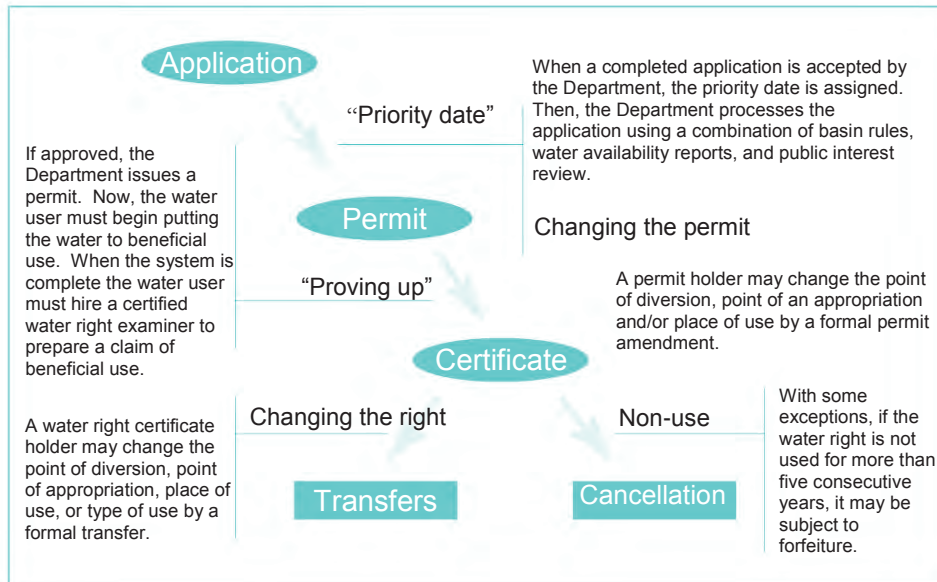 Application
When a completed application is accepted by
the Department, the priority date is assigned.
Then, the Department processes the
application using a combination of basin rules,
water availability reports, and public interest
review.
“Priority date”
If approved, the
Department issues a
permit. Now, the water
user must begin putting
the water to beneficial
use. When the system is
complete the water user
must hire a certified
water right examiner to
prepare a claim of
beneficial use.
Permit
Changing the permit
“Proving up”
A permit holder may change the point
of diversion, point of an appropriation
and/or place of use by a formal permit
amendment.
Certificate
Changing the right
A water right certificate
holder may change the
point of diversion, point
of appropriation, place of
use, or type of use by a
formal transfer.
Non-use
With some
exceptions, if the
water right is not
used for more than
five consecutive
years, it may be
subject to
forfeiture.
Transfers
Cancellation